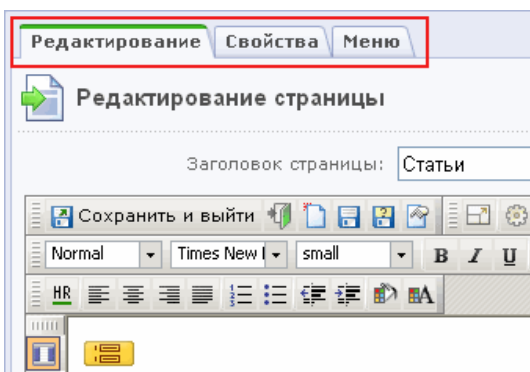 Редактирование Свойства Меню
Редактирование страницы
Заголовок страницы: Статьи
Сохранить и выйти
Normal Times New small B I U
HR